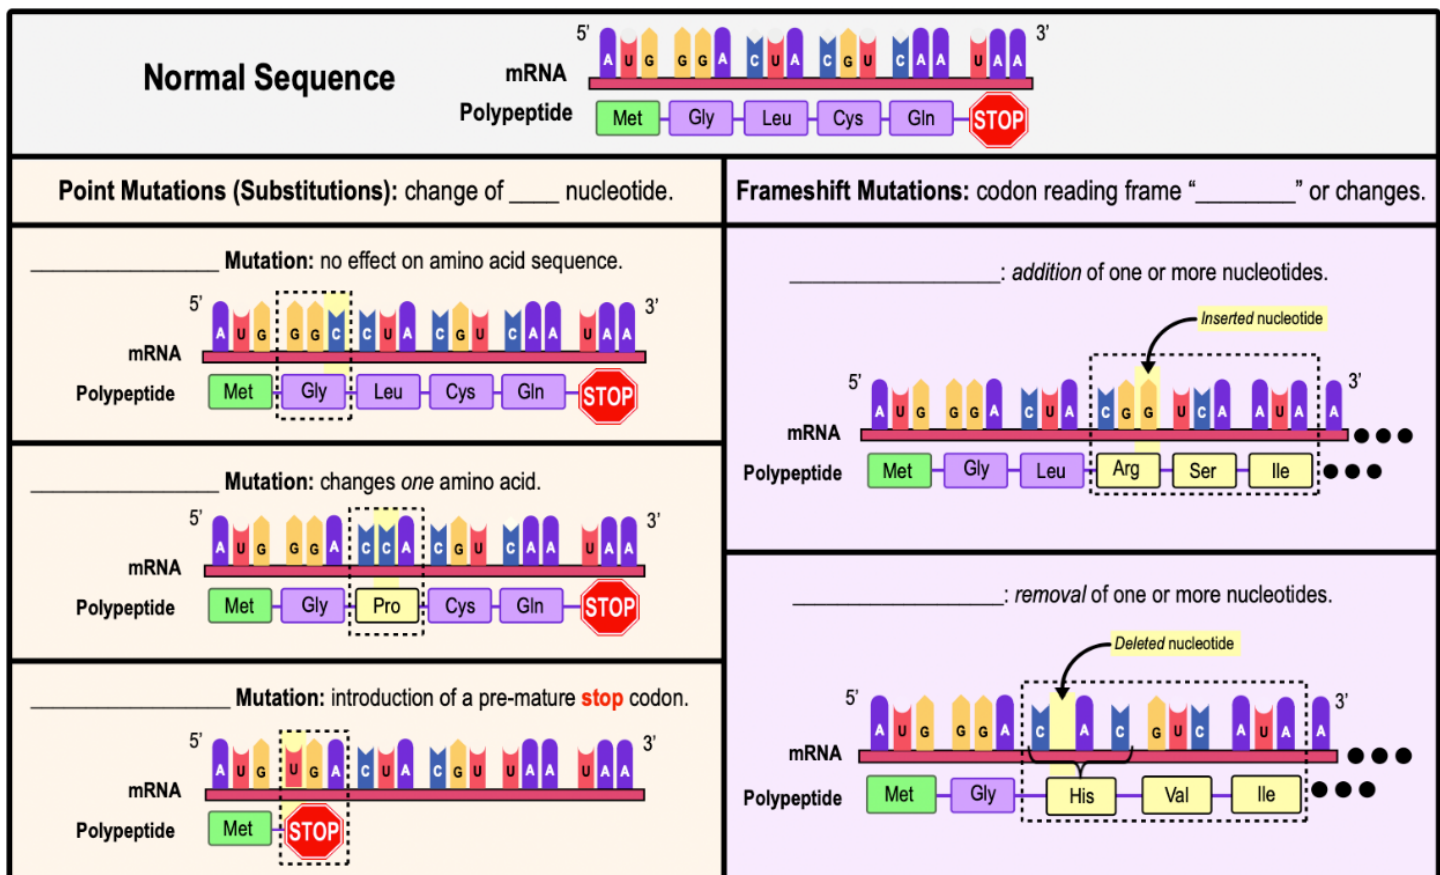 5' A U G G G A C U A C G U C A A U A A 3'
Normal Sequence
mRNA
Polypeptide Met Gly Leu Cys Gln STOP
Point Mutations (Substitutions): change of ____ nucleotide.
Frameshift Mutations: codon reading frame “________” or changes.
_________________ Mutation: no effect on amino acid sequence.
5' A U G G G C C U A C G U C A A U A A 3'
mRNA
Polypeptide Met Gly Leu Cys Gln STOP
_________________ Mutation: changes one amino acid.
5' A U G G G A C C A C G U C A A U A A 3'
mRNA
Polypeptide Met Gly Pro Cys Gln STOP
__________________ Mutation: introduction of a pre-mature stop codon.
5' A U G U G A C U A C G U U A A U A A 3'
mRNA
Polypeptide Met STOP
___________________: addition of one or more nucleotides.
Inserted nucleotide
5' A U G G G A C U A C G G U C A A U A A 3'
mRNA
Polypeptide Met Gly Leu Arg Ser Ile
___________________: removal of one or more nucleotides.
Deleted nucleotide
5' A U G G G A C A C G U C A U A A 3'
mRNA
Polypeptide Met Gly His Val Ile